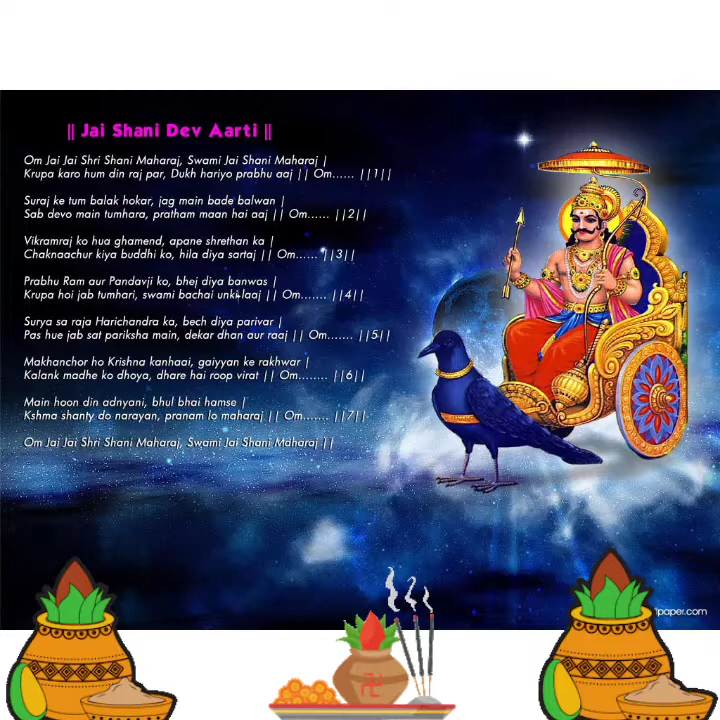 || Jai Shani Dev Aarti ||
Om Jai Jai Shri Shani Maharaj, Swami Jai Shani Maharaj |
Krupa karo hum din raj par, Dukh hariyo prabhu aaj || Om...... ||1||
Suraj ke tum balak hokar, jag main bade balwan |
Sab devo main tumhara, pratham maan hai aaj || Om...... ||2||
Vikramraj ko hua ghamend, apane shrethan ka |
Chaknaachur kiya buddhi ko, hila diya sartaj || Om...... ||3||
Prabhu Ram aur Pandavji ko, bhej diya banwas |
Krupa hoi jab tumhari, swami bachai unki laaj || Om....... ||4||
Surya sa raja Harichandra ka, bech diya parivar |
Pas hue jab sat pariksha main, dekar dhan aur raaj || Om....... ||5||
Makhanchor ho Krishna kanhaai, gaiyyan ke rakhwar |
Kalank madhe ko dhoya, dhare hai roop virat || Om........ ||6||
Main hoon din adnyani, bhul bhai hamse |
Kshma shanty do narayan, pranam lo maharaj || Om....... ||7||
Om Jai Jai Shri Shani Maharaj, Swami Jai Shani Maharaj ||
lpaper.com